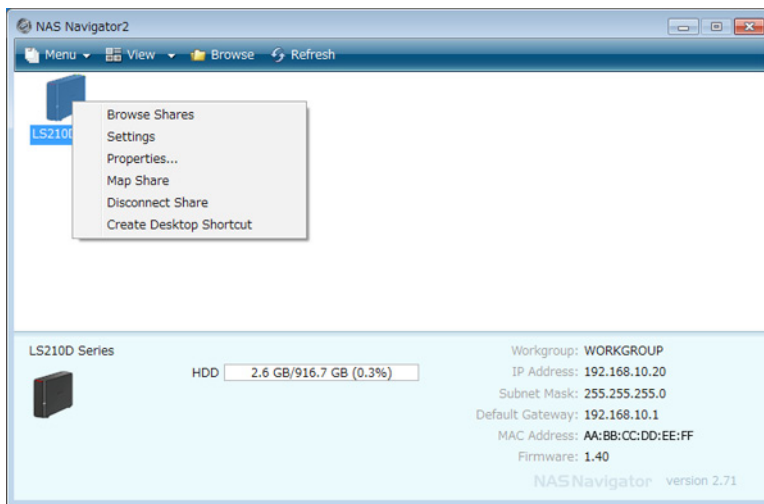 NAS Navigator2
Menu View Browse Refresh
LS210D
Browse Shares
Settings
Properties...
Map Share
Disconnect Share
Create Desktop Shortcut
LS210D Series
HDD 2.6 GB/916.7 GB (0.3%)
Workgroup: WORKGROUP
IP Address: 192.168.10.20
Subnet Mask: 255.255.255.0
Default Gateway: 192.168.10.1
MAC Address: AA:BB:CC:DD:EE:FF
Firmware: 1.40
NAS Navigator version 2.71